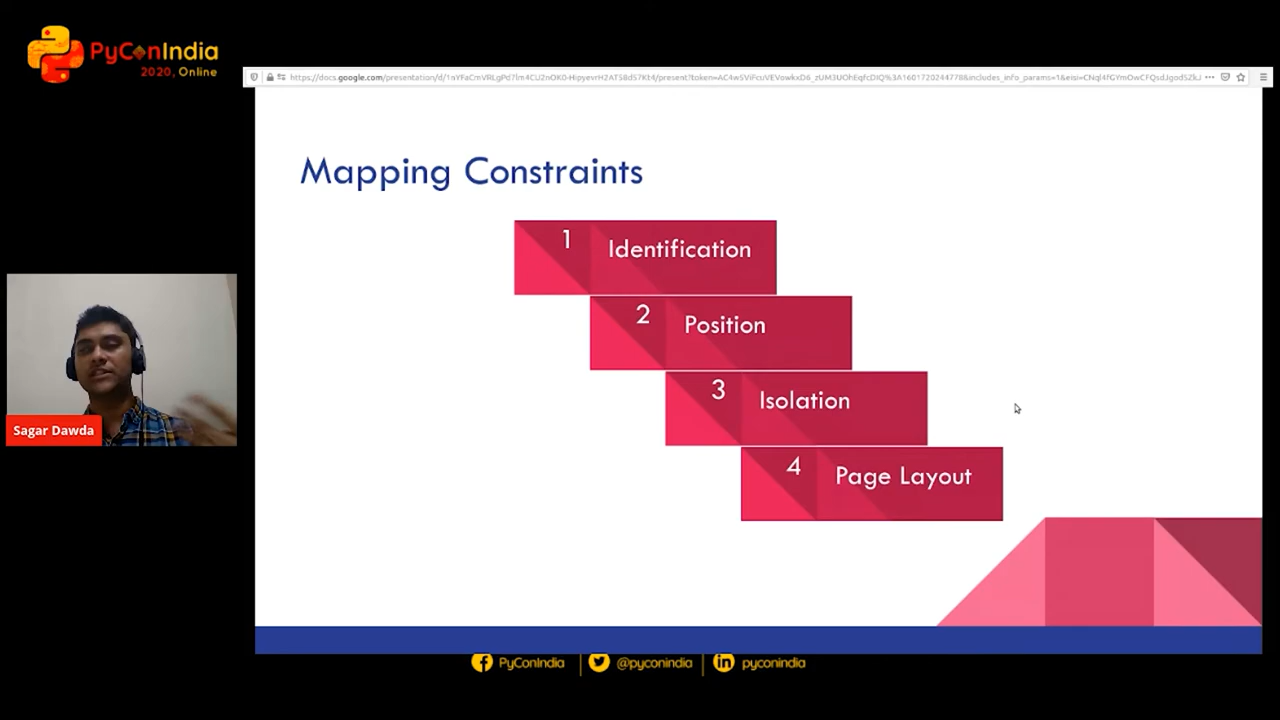 PyConIndia
2020, Online
Mapping Constraints
1 Identification
2 Position
3 Isolation
4 Page Layout
Sagar Dawda
PyConIndia
@pyconindia
pyconindia